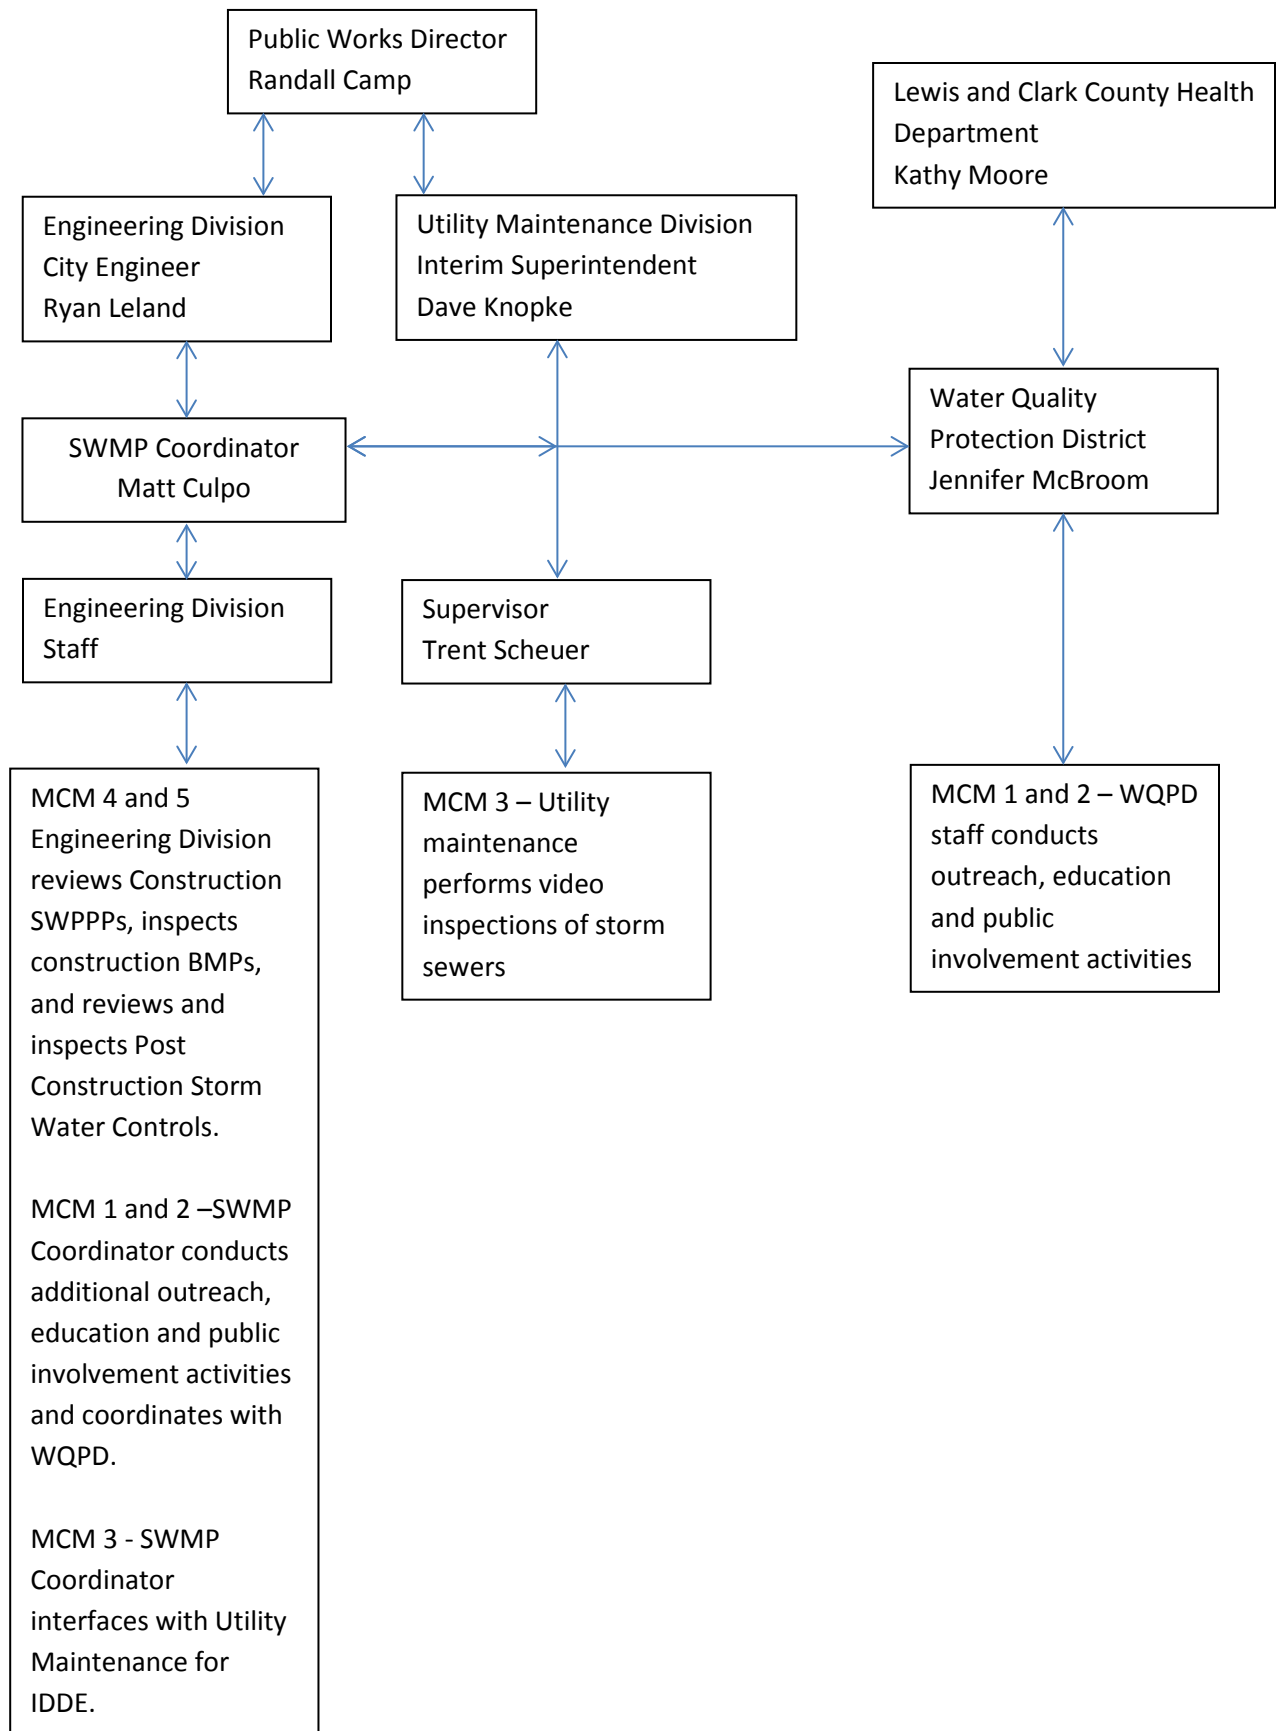 Public Works Director
Randall Camp
Lewis and Clark County Health
Department
Kathy Moore
Engineering Division
City Engineer
Ryan Leland
Utility Maintenance Division
Interim Superintendent
Dave Knopke
Water Quality
Protection District
Jennifer McBroom
SWMP Coordinator
Matt Culpo
Engineering Division
Staff
Supervisor
Trent Scheuer
MCM 4 and 5
Engineering Division
reviews Construction
SWPPPs, inspects
construction BMPs,
and reviews and
inspects Post
Construction Storm
Water Controls.
MCM 1 and 2 –SWMP
Coordinator conducts
additional outreach,
education and public
involvement activities
and coordinates with
WQPD.
MCM 3 - SWMP
Coordinator
interfaces with Utility
Maintenance for
IDDE.
MCM 3 – Utility
maintenance
performs video
inspections of storm
sewers
MCM 1 and 2 – WQPD
staff conducts
outreach, education
and public
involvement activities